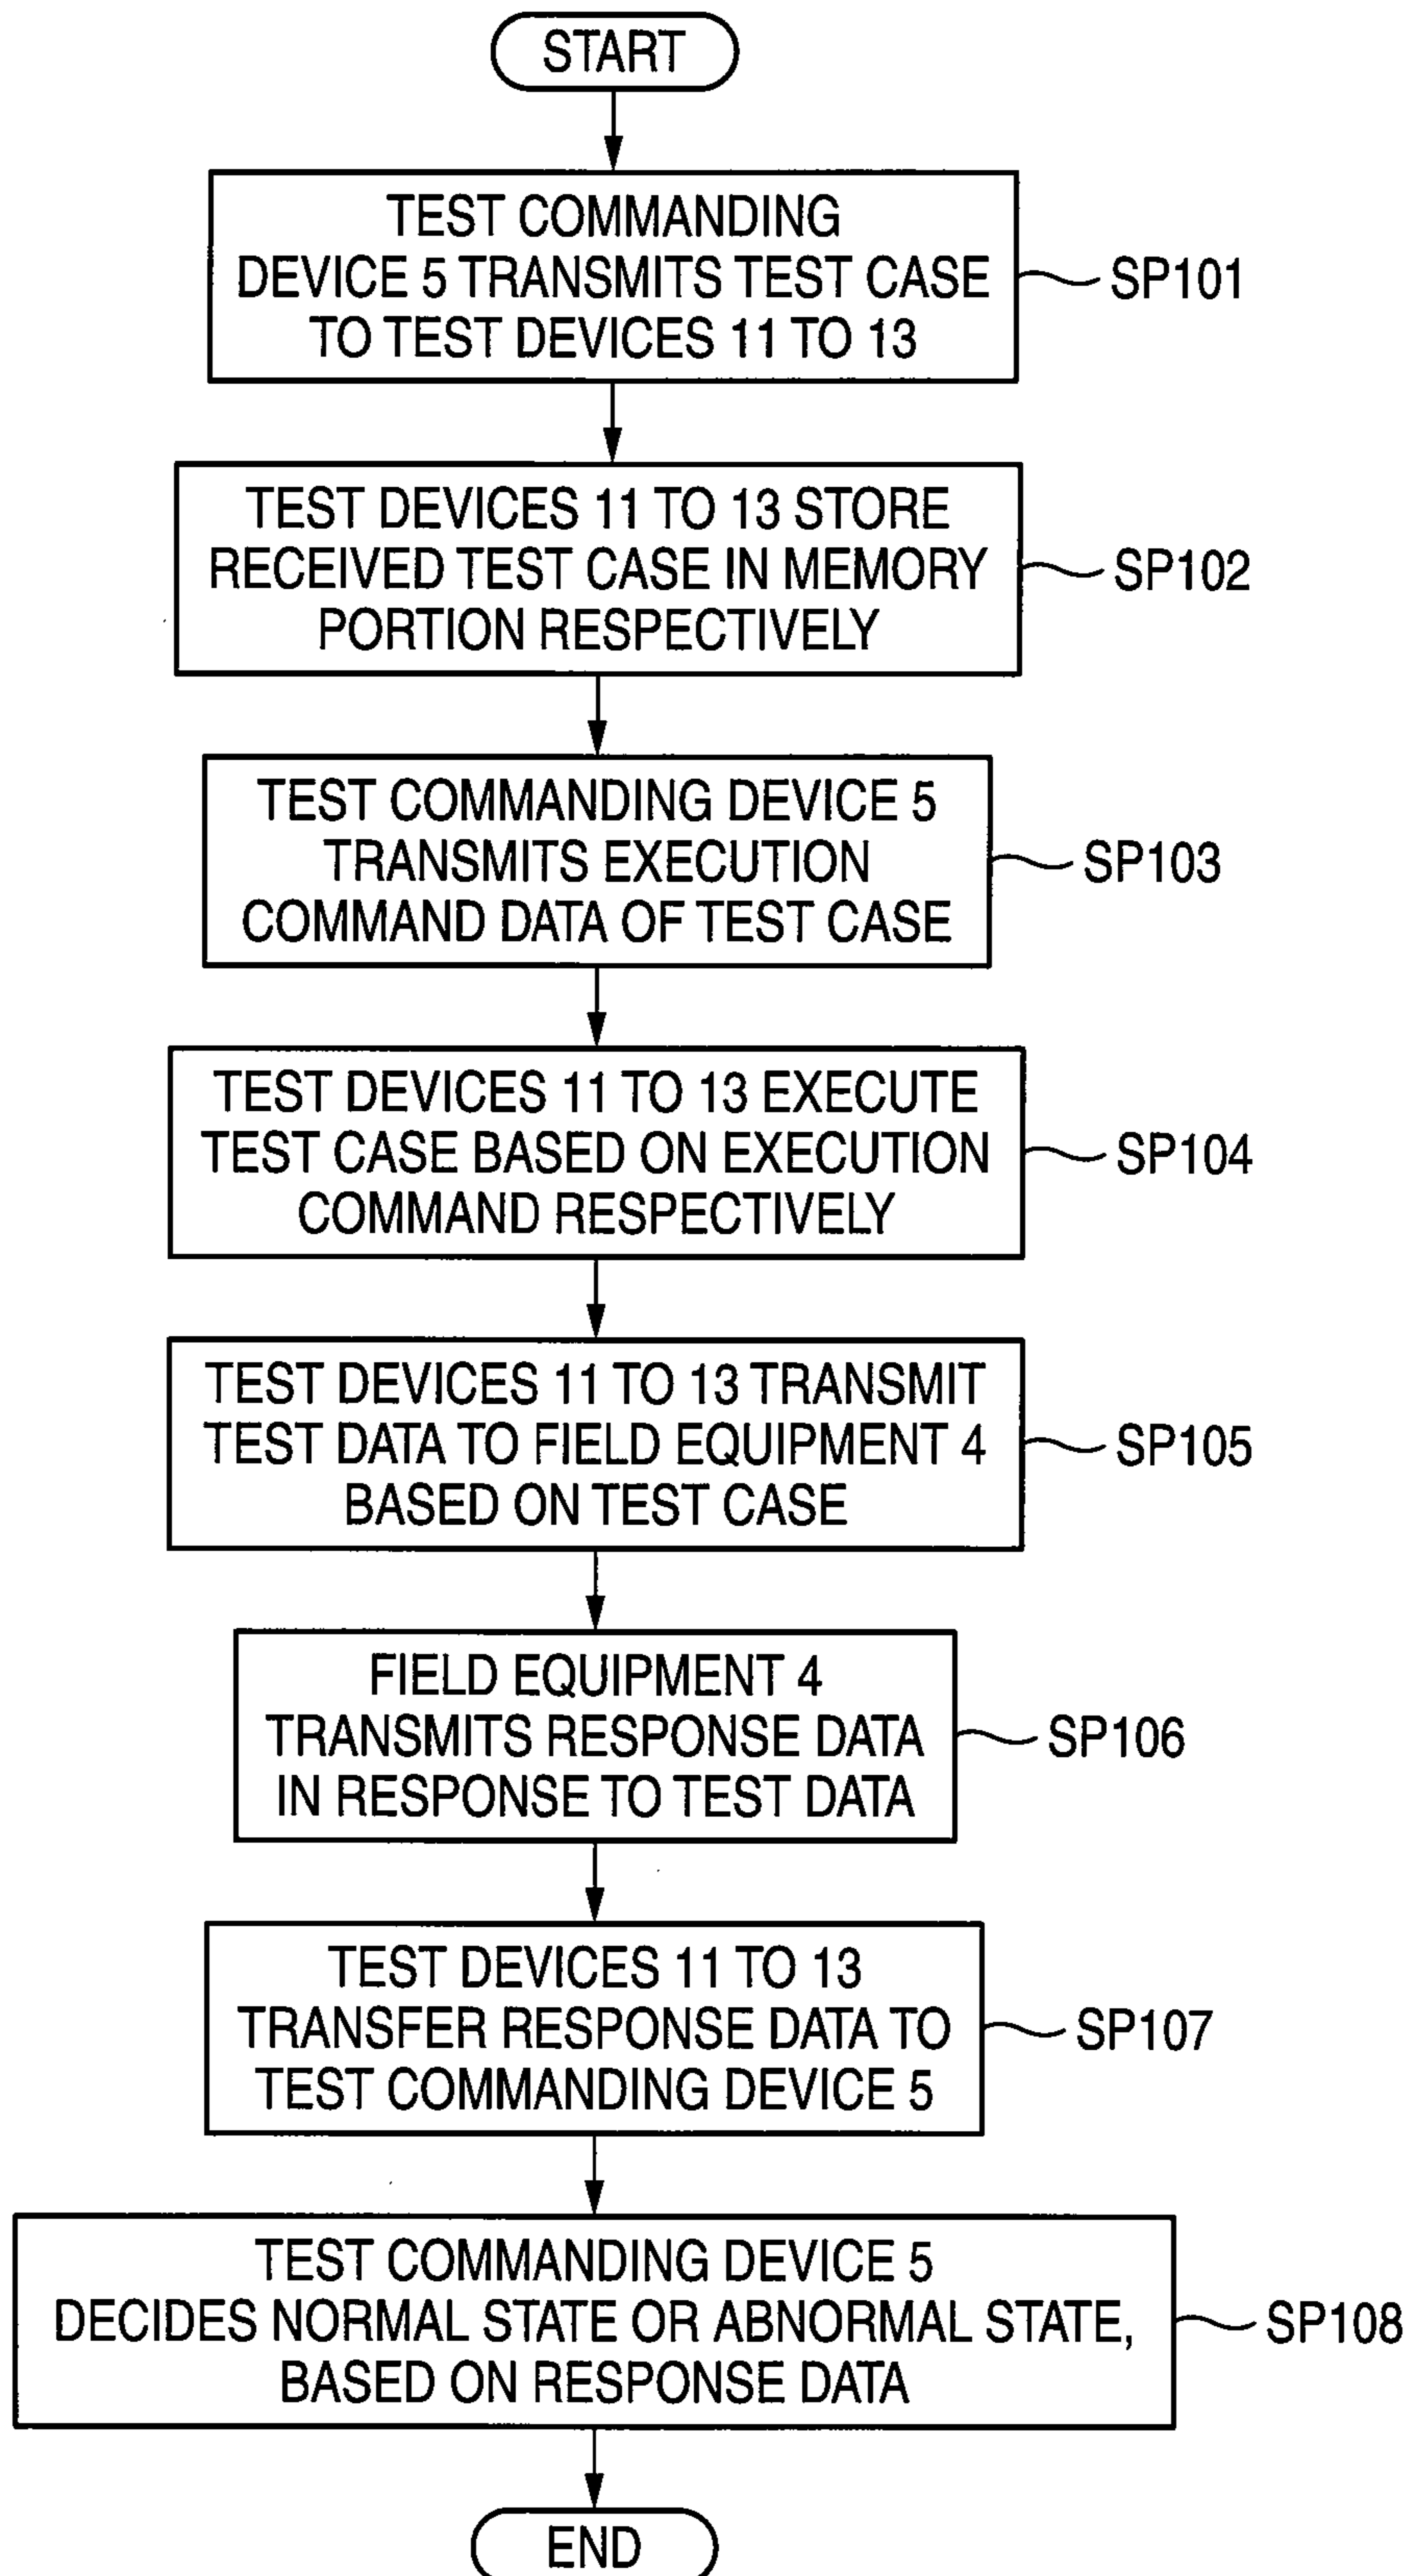 START
TEST COMMANDING
DEVICE 5 TRANSMITS TEST CASE
TO TEST DEVICES 11 TO 13
SP101
TEST DEVICES 11 TO 13 STORE
RECEIVED TEST CASE IN MEMORY
PORTION RESPECTIVELY
SP102
TEST COMMANDING DEVICE 5
TRANSMITS EXECUTION
COMMAND DATA OF TEST CASE
SP103
TEST DEVICES 11 TO 13 EXECUTE
TEST CASE BASED ON EXECUTION
COMMAND RESPECTIVELY
SP104
TEST DEVICES 11 TO 13 TRANSMIT
TEST DATA TO FIELD EQUIPMENT 4
BASED ON TEST CASE
SP105
FIELD EQUIPMENT 4
TRANSMITS RESPONSE DATA
IN RESPONSE TO TEST DATA
SP106
TEST DEVICES 11 TO 13
TRANSFER RESPONSE DATA TO
TEST COMMANDING DEVICE 5
SP107
TEST COMMANDING DEVICE 5
DECIDES NORMAL STATE OR ABNORMAL STATE,
BASED ON RESPONSE DATA
SP108
END